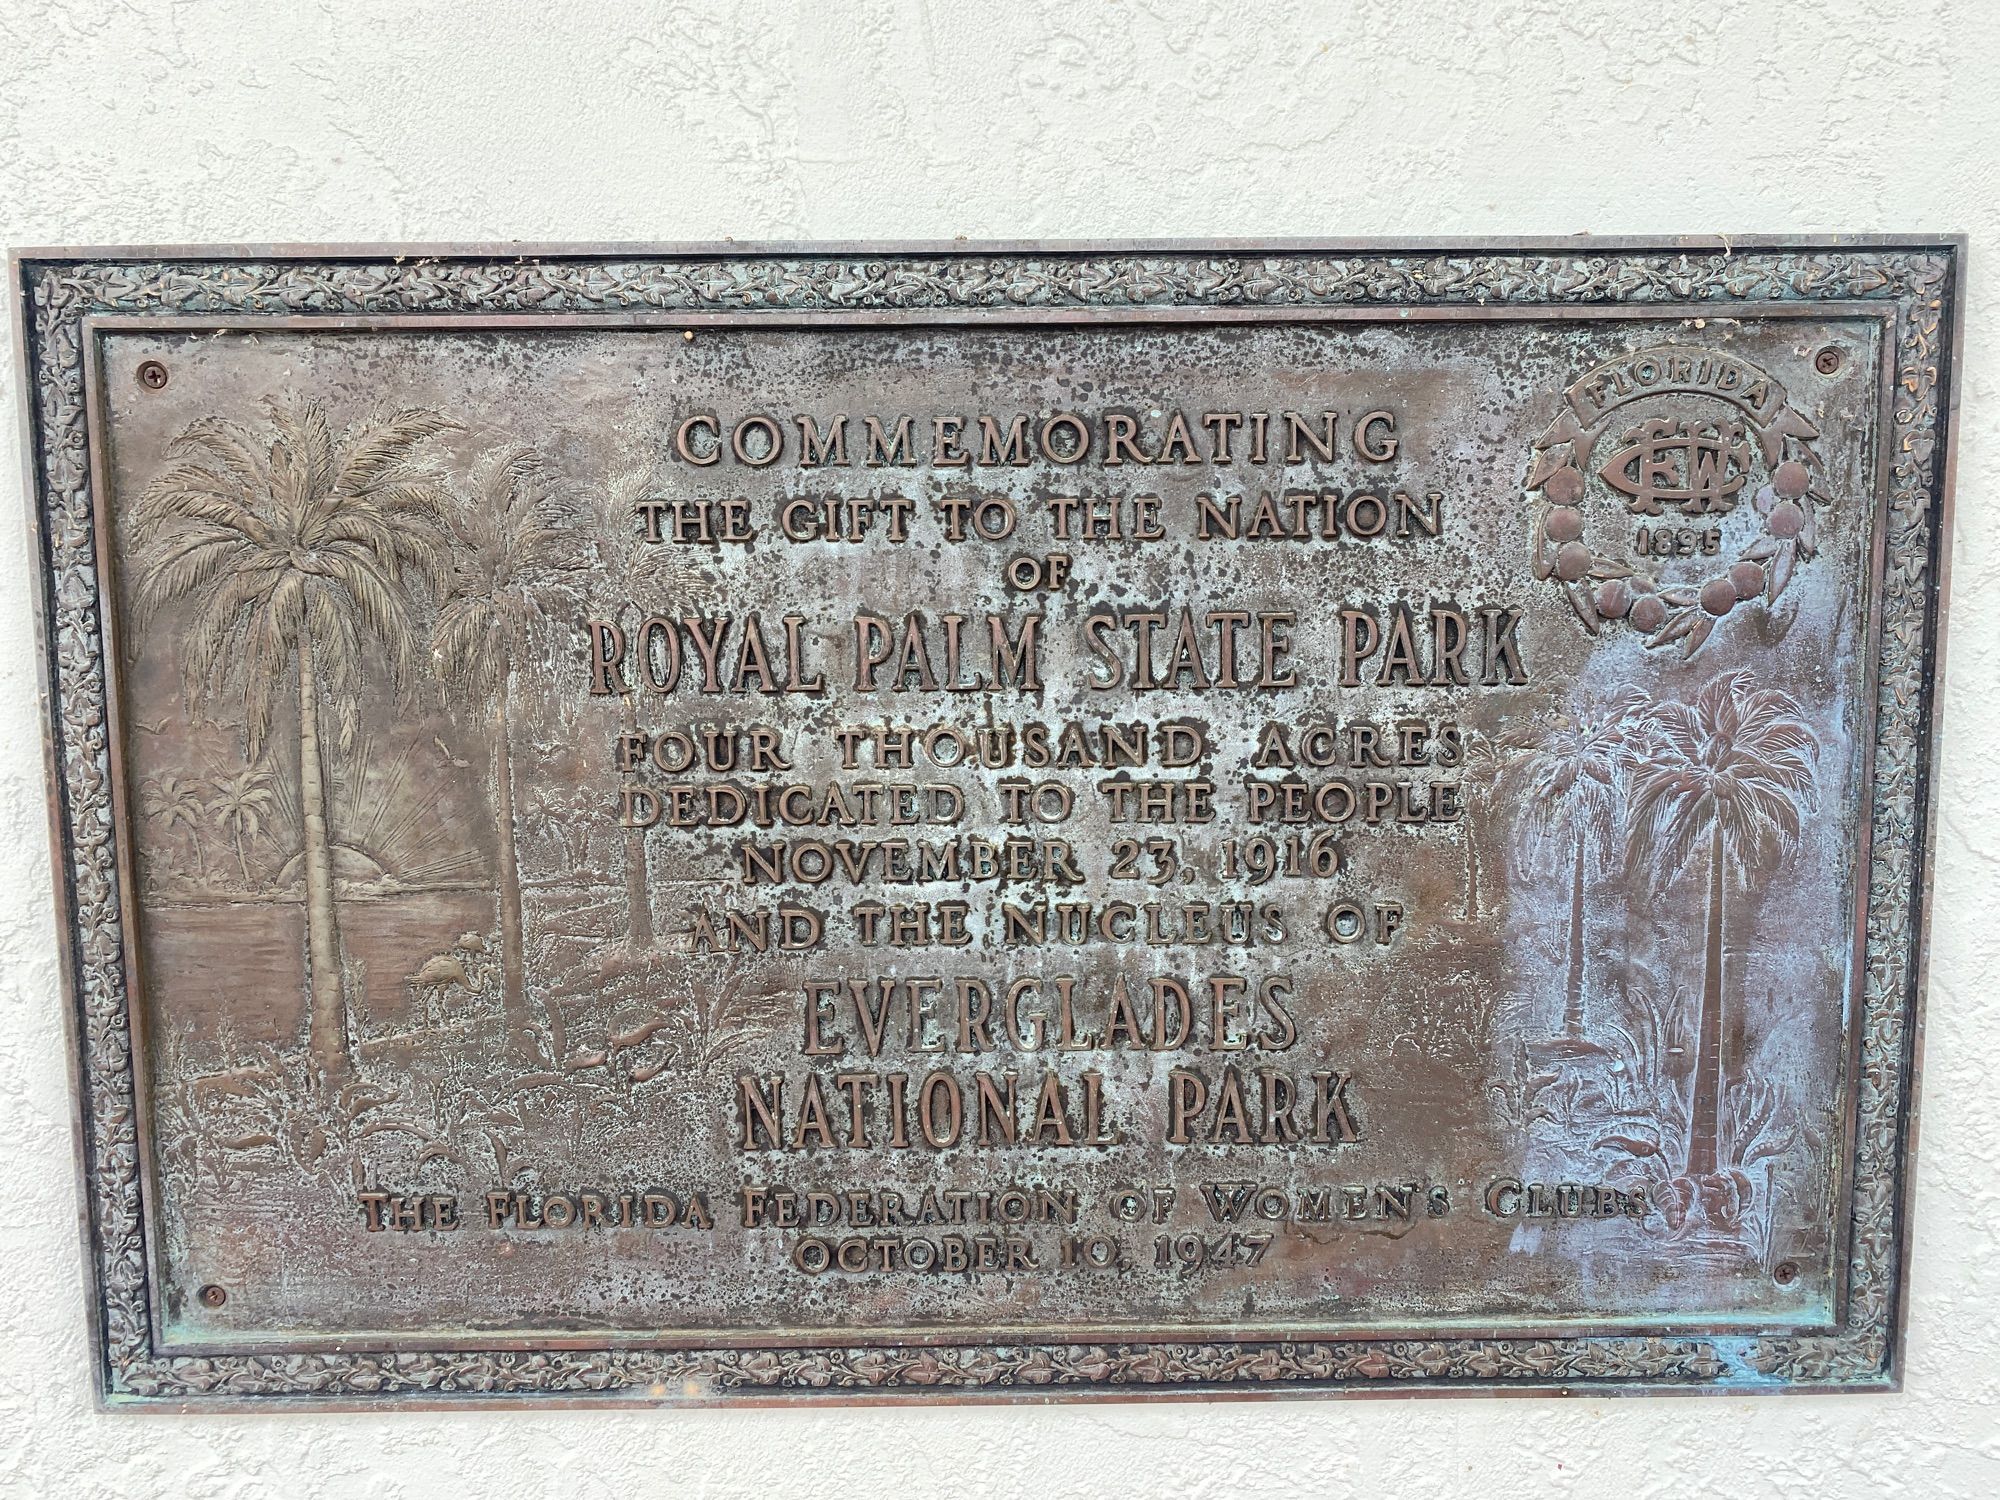 COMMEMORATING
THE GIFT TO THE NATION
OF
ROYAL PALM STATE PARK
FOUR THOUSAND ACRES
DEDICATED TO THE PEOPLE
NOVEMBER 23, 1916
AND THE NUCLEUS OF
EVERGLADES
NATIONAL PARK
THE FLORIDA FEDERATION OF WOMEN'S CLUBS
OCTOBER 10, 1947
FLORIDA
1895